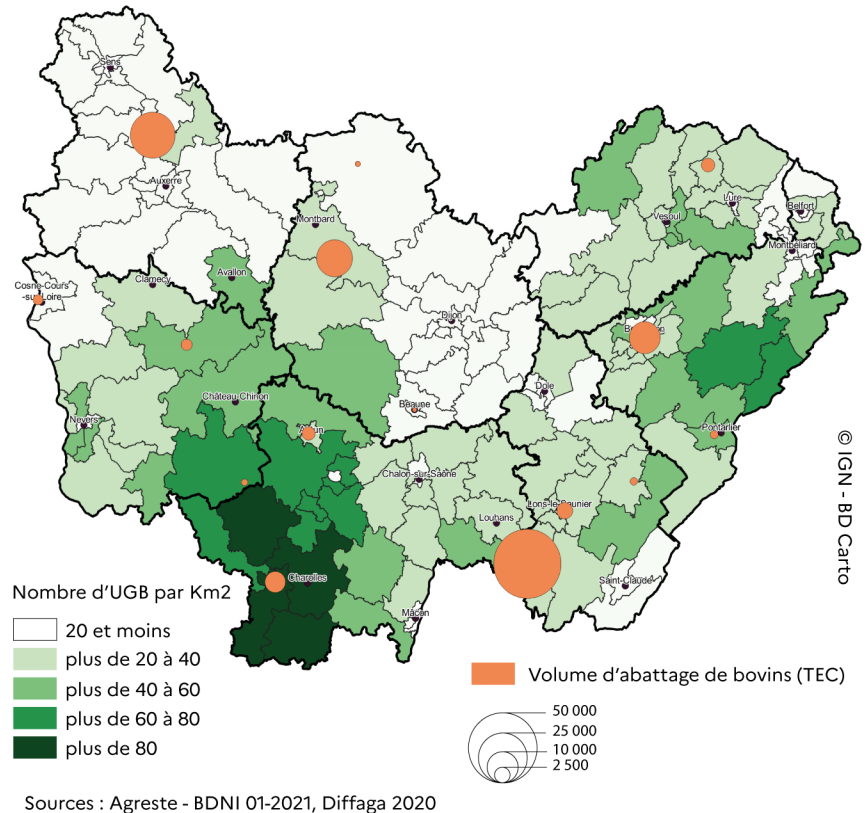 Sens
Auxerre
Montbard
Vesoul
Lure
Belfort
Montbéliard
Clamecy
Avallon
Cosne-Cours
-sur-Loire
Dijon
Château-Chinon
Beaune
Dole
Nevers
Pontarlier
Chalon-sur-Saône
Louhans
Lons-le-Saunier
Charolles
Saint-Claude
Mâcon
© IGN - BD Carto
Nombre d'UGB par Km2
20 et moins
plus de 20 à 40
plus de 40 à 60
plus de 60 à 80
plus de 80
Volume d'abattage de bovins (TEC)
50 000
25 000
10 000
2 500
Sources : Agreste - BDNI 01-2021, Diffaga 2020